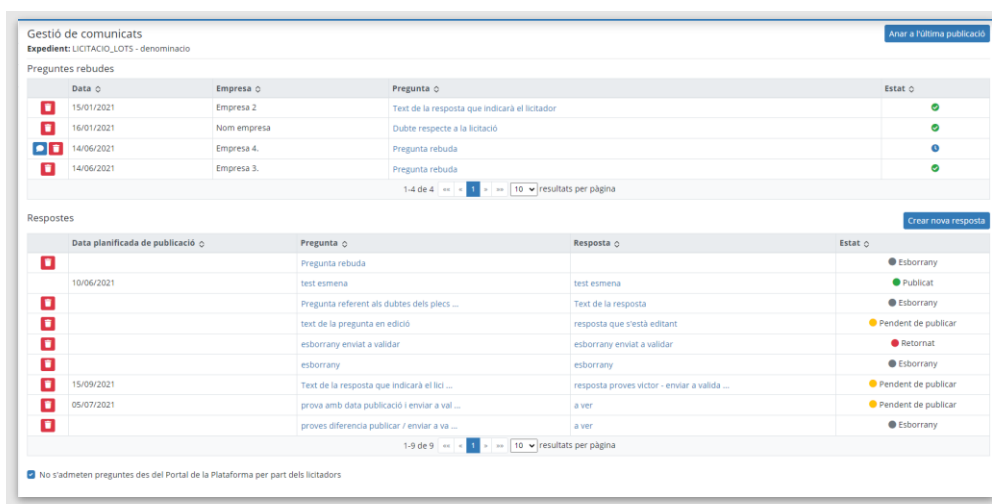 Gestió de comunicats
Anar a l'última publicació
Expedient: LICITACIO_LOTS - denominacio
Preguntes rebudes
Data Empresa Pregunta Estat
15/01/2021 Empresa 2 Text de la resposta que indicarà el licitador
16/01/2021 Nom empresa Dubte respecte a la licitació
14/06/2021 Empresa 4. Pregunta rebuda
14/06/2021 Empresa 3. Pregunta rebuda
1-4 de 4 «« « 1 » »» 10 resultats per pàgina
Respostes
Crear nova resposta
Data planificada de publicació Pregunta Resposta Estat
Pregunta rebuda Esborrany
10/06/2021 test esmena test esmena Publicat
Pregunta referent als dubtes dels plecs ... Text de la resposta Esborrany
text de la pregunta en edició resposta que s'està editant Pendent de publicar
esborrany enviat a validar esborrany enviat a validar Retornat
esborrany esborrany Esborrany
15/09/2021 Text de la resposta que indicarà el lici ... resposta proves victor - enviar a valida ... Pendent de publicar
05/07/2021 prova amb data publicació i enviar a val ... a ver Pendent de publicar
proves diferencia publicar / enviar a va ... a ver Esborrany
1-9 de 9 «« « 1 » »» 10 resultats per pàgina
No s'admeten preguntes des del Portal de la Plataforma per part dels licitadors